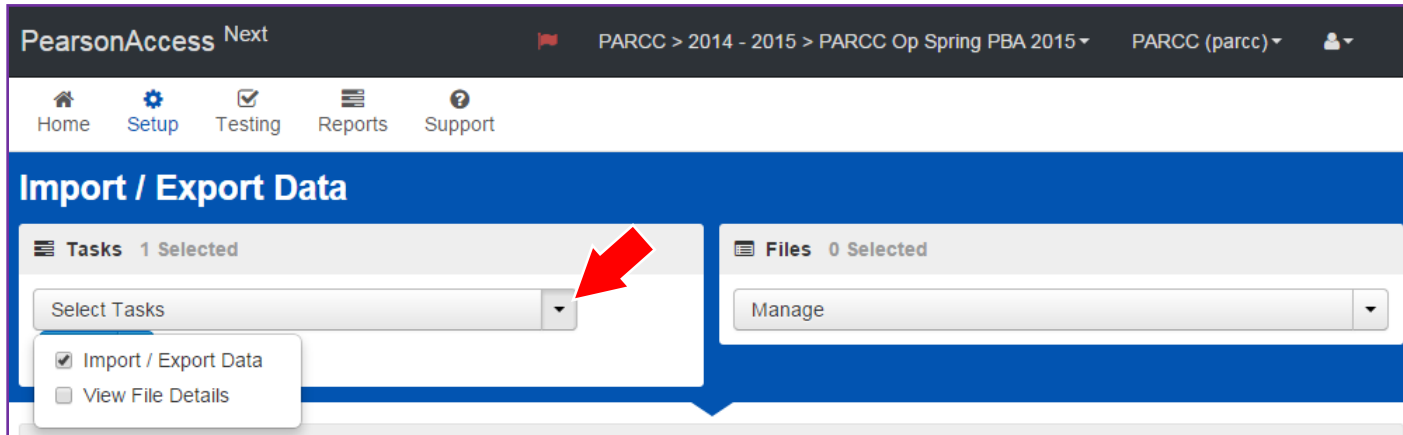 PearsonAccess Next
PARCC > 2014 - 2015 > PARCC Op Spring PBA 2015
PARCC (parcc)
Home
Setup
Testing
Reports
Support
Import / Export Data
Tasks 1 Selected
Select Tasks
Import / Export Data
View File Details
Files 0 Selected
Manage